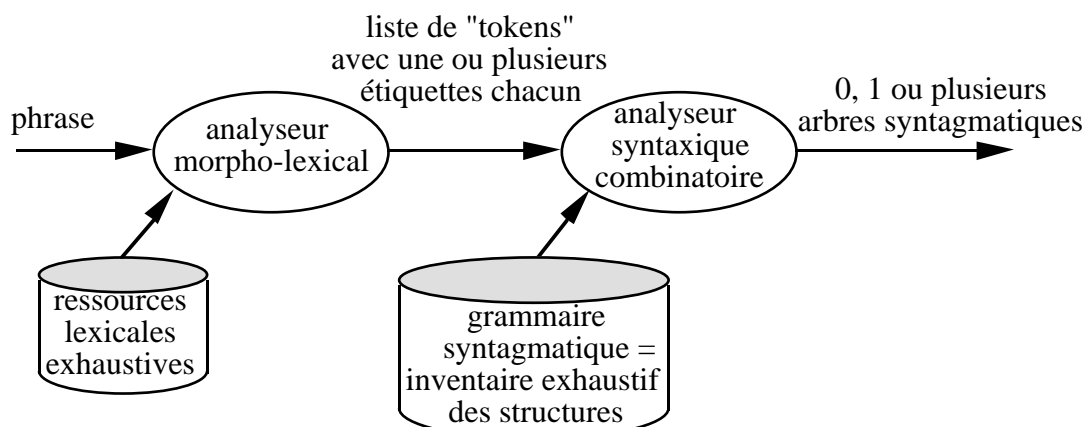 liste de "tokens"
avec une ou plusieurs
étiquettes chacun
0, 1 ou plusieurs
arbres syntagmatiques
phrase
analyseur
morpho-lexical
analyseur
syntaxique
combinatoire
ressources
lexicales
exhaustives
grammaire
syntagmatique =
inventaire exhaustif
des structures